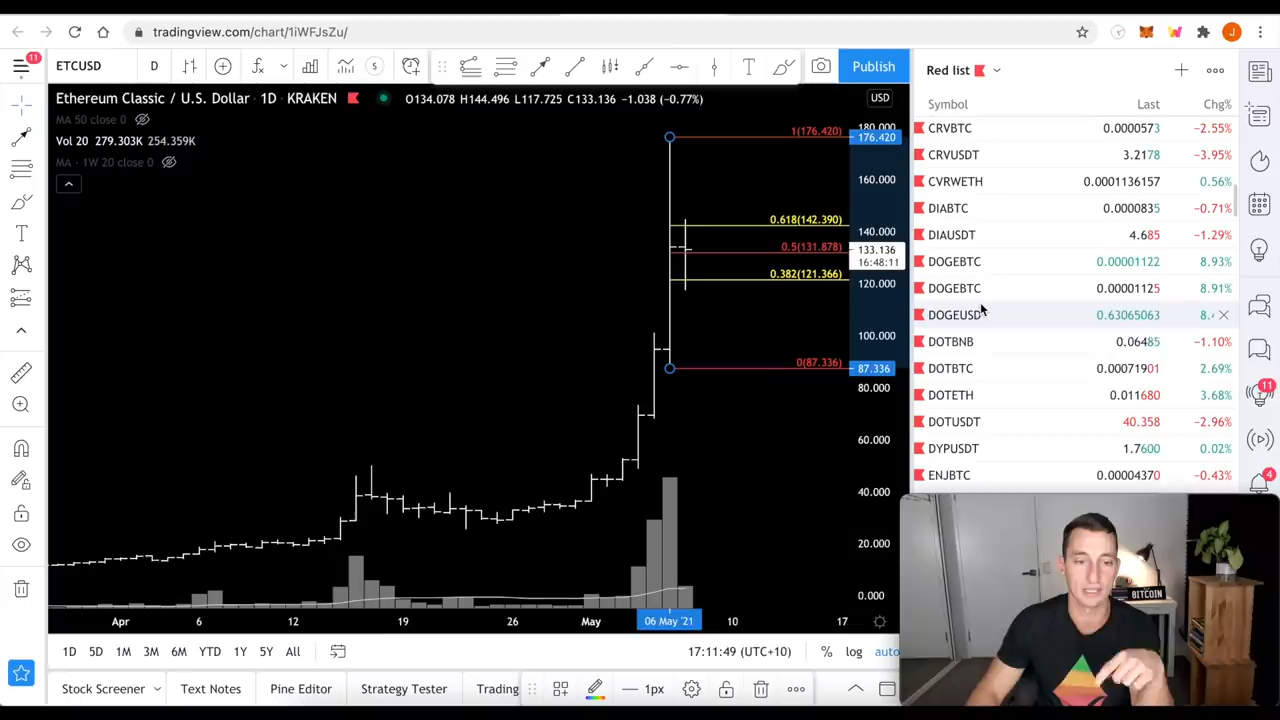 tradingview.com/chart/1iWFJsZu/
J
11
ETCUSD
D
S
T
Publish
Red list
Ethereum Classic / U.S. Dollar · 1D · KRAKEN
O134.078 H144.496 L117.725 C133.136 −1.038 (−0.77%)
USD
MA 50 close 0
Vol 20 279.303K 254.359K
MA · 1W 20 close 0
Symbol Last Chg%
CRVBTC 0.0000573 −2.55%
CRVUSDT 3.2178 −3.95%
CVRWETH 0.0001136157 0.56%
DIABTC 0.0000835 −0.71%
DIAUSDT 4.685 −1.29%
DOGEBTC 0.00001122 8.93%
DOGEBTC 0.00001125 8.91%
DOGEUSD 0.63065063 8.
DOTBNB 0.06485 −1.10%
DOTBTC 0.00071901 2.69%
DOTETH 0.011680 3.68%
DOTUSDT 40.358 −2.96%
DYPUSDT 1.7600 0.02%
ENJBTC 0.00004370 −0.43%
1(176.420)
0.618(142.390)
0.5(131.878)
0.382(121.366)
0(87.336)
180.000
176.420
160.000
140.000
133.136
16:48:11
120.000
100.000
87.336
80.000
60.000
40.000
20.000
0.000
T
11
4
Apr 6 12 19 26 May 06 May '21 10 17
1D 5D 1M 3M 6M YTD 1Y 5Y All
17:11:49 (UTC+10) % log auto
Stock Screener Text Notes Pine Editor Strategy Tester Trading
1px
BITCOIN